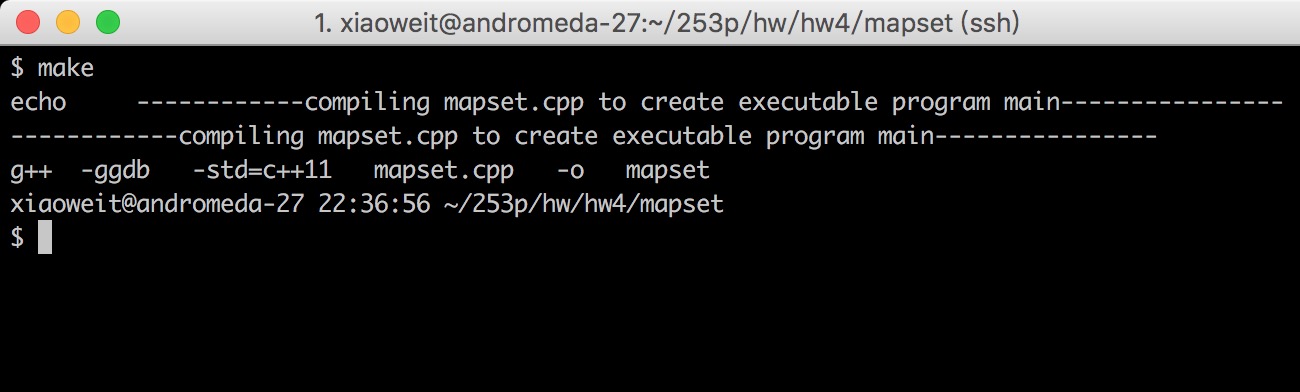 1. xiaoweit@andromeda-27:~/253p/hw/hw4/mapset (ssh)
$ make
echo     ------------compiling mapset.cpp to create executable program main----------------
------------compiling mapset.cpp to create executable program main----------------
g++  -ggdb   -std=c++11   mapset.cpp   -o   mapset
xiaoweit@andromeda-27 22:36:56 ~/253p/hw/hw4/mapset
$